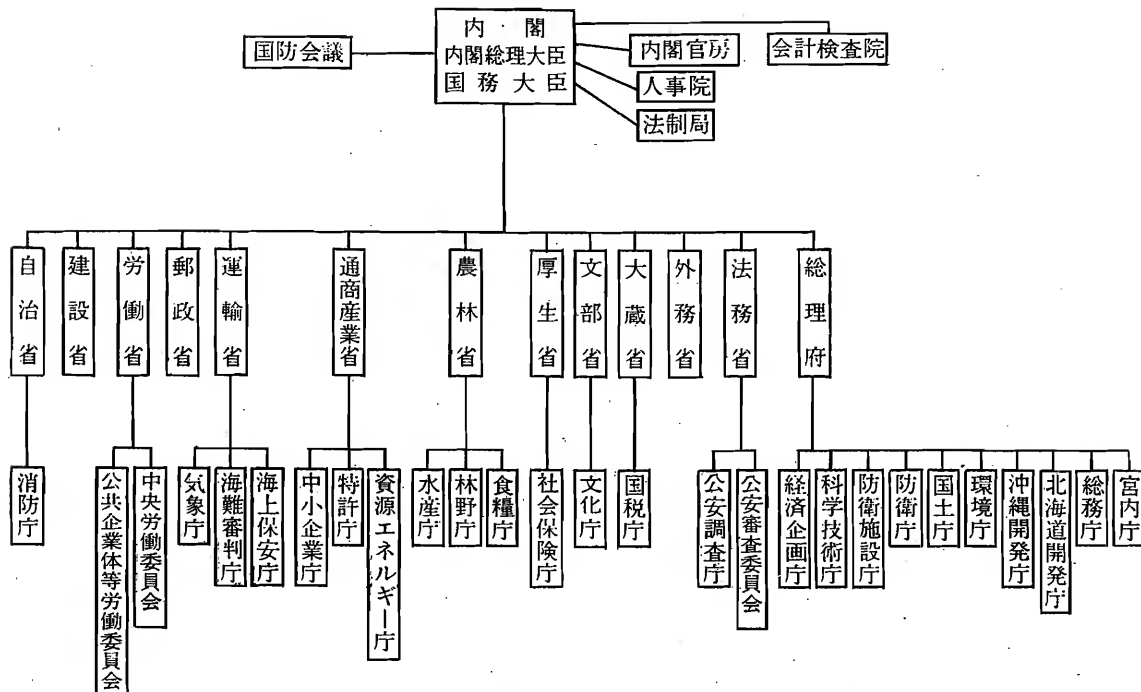 国防会議
内閣
内閣総理大臣
国務大臣
内閣官房
会計検査院
人事院
法制局
自治省
建設省
労働省
郵政省
運輸省
通商産業省
農林省
厚生省
文部省
大蔵省
外務省
法務省
総理府
消防庁
公共企業体等労働委員会
中央労働委員会
気象庁
海難審判庁
海上保安庁
中小企業庁
特許庁
資源エネルギー庁
水産庁
林野庁
食糧庁
社会保険庁
文化庁
国税庁
公安調査庁
公安審査委員会
経済企画庁
科学技術庁
防衛施設庁
防衛庁
国土庁
環境庁
沖縄開発庁
北海道開発庁
総務庁
宮内庁